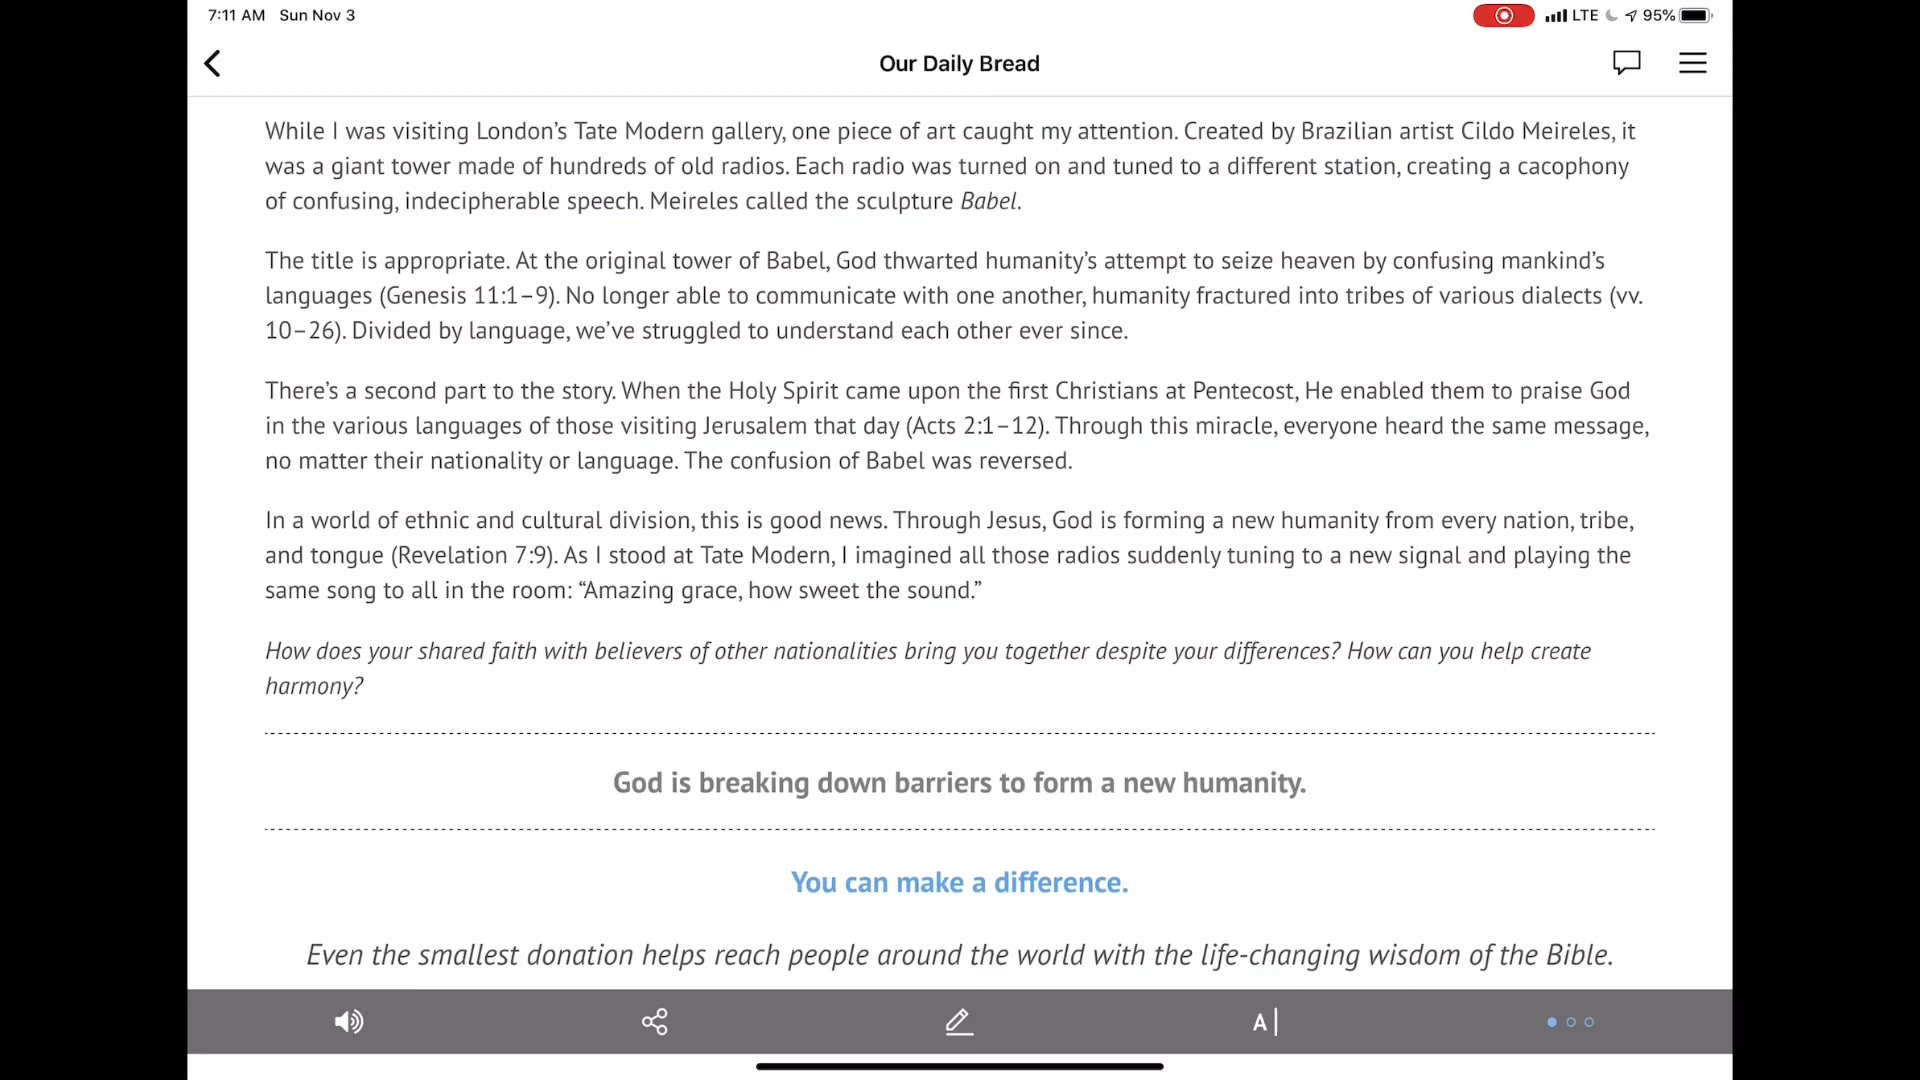 7:11 AM Sun Nov 3
LTE 95%
Our Daily Bread
While I was visiting London’s Tate Modern gallery, one piece of art caught my attention. Created by Brazilian artist Cildo Meireles, it
was a giant tower made of hundreds of old radios. Each radio was turned on and tuned to a different station, creating a cacophony
of confusing, indecipherable speech. Meireles called the sculpture Babel.
The title is appropriate. At the original tower of Babel, God thwarted humanity’s attempt to seize heaven by confusing mankind’s
languages (Genesis 11:1–9). No longer able to communicate with one another, humanity fractured into tribes of various dialects (vv.
10–26). Divided by language, we’ve struggled to understand each other ever since.
There’s a second part to the story. When the Holy Spirit came upon the first Christians at Pentecost, He enabled them to praise God
in the various languages of those visiting Jerusalem that day (Acts 2:1–12). Through this miracle, everyone heard the same message,
no matter their nationality or language. The confusion of Babel was reversed.
In a world of ethnic and cultural division, this is good news. Through Jesus, God is forming a new humanity from every nation, tribe,
and tongue (Revelation 7:9). As I stood at Tate Modern, I imagined all those radios suddenly tuning to a new signal and playing the
same song to all in the room: “Amazing grace, how sweet the sound.”
How does your shared faith with believers of other nationalities bring you together despite your differences? How can you help create
harmony?
God is breaking down barriers to form a new humanity.
You can make a difference.
Even the smallest donation helps reach people around the world with the life-changing wisdom of the Bible.
A